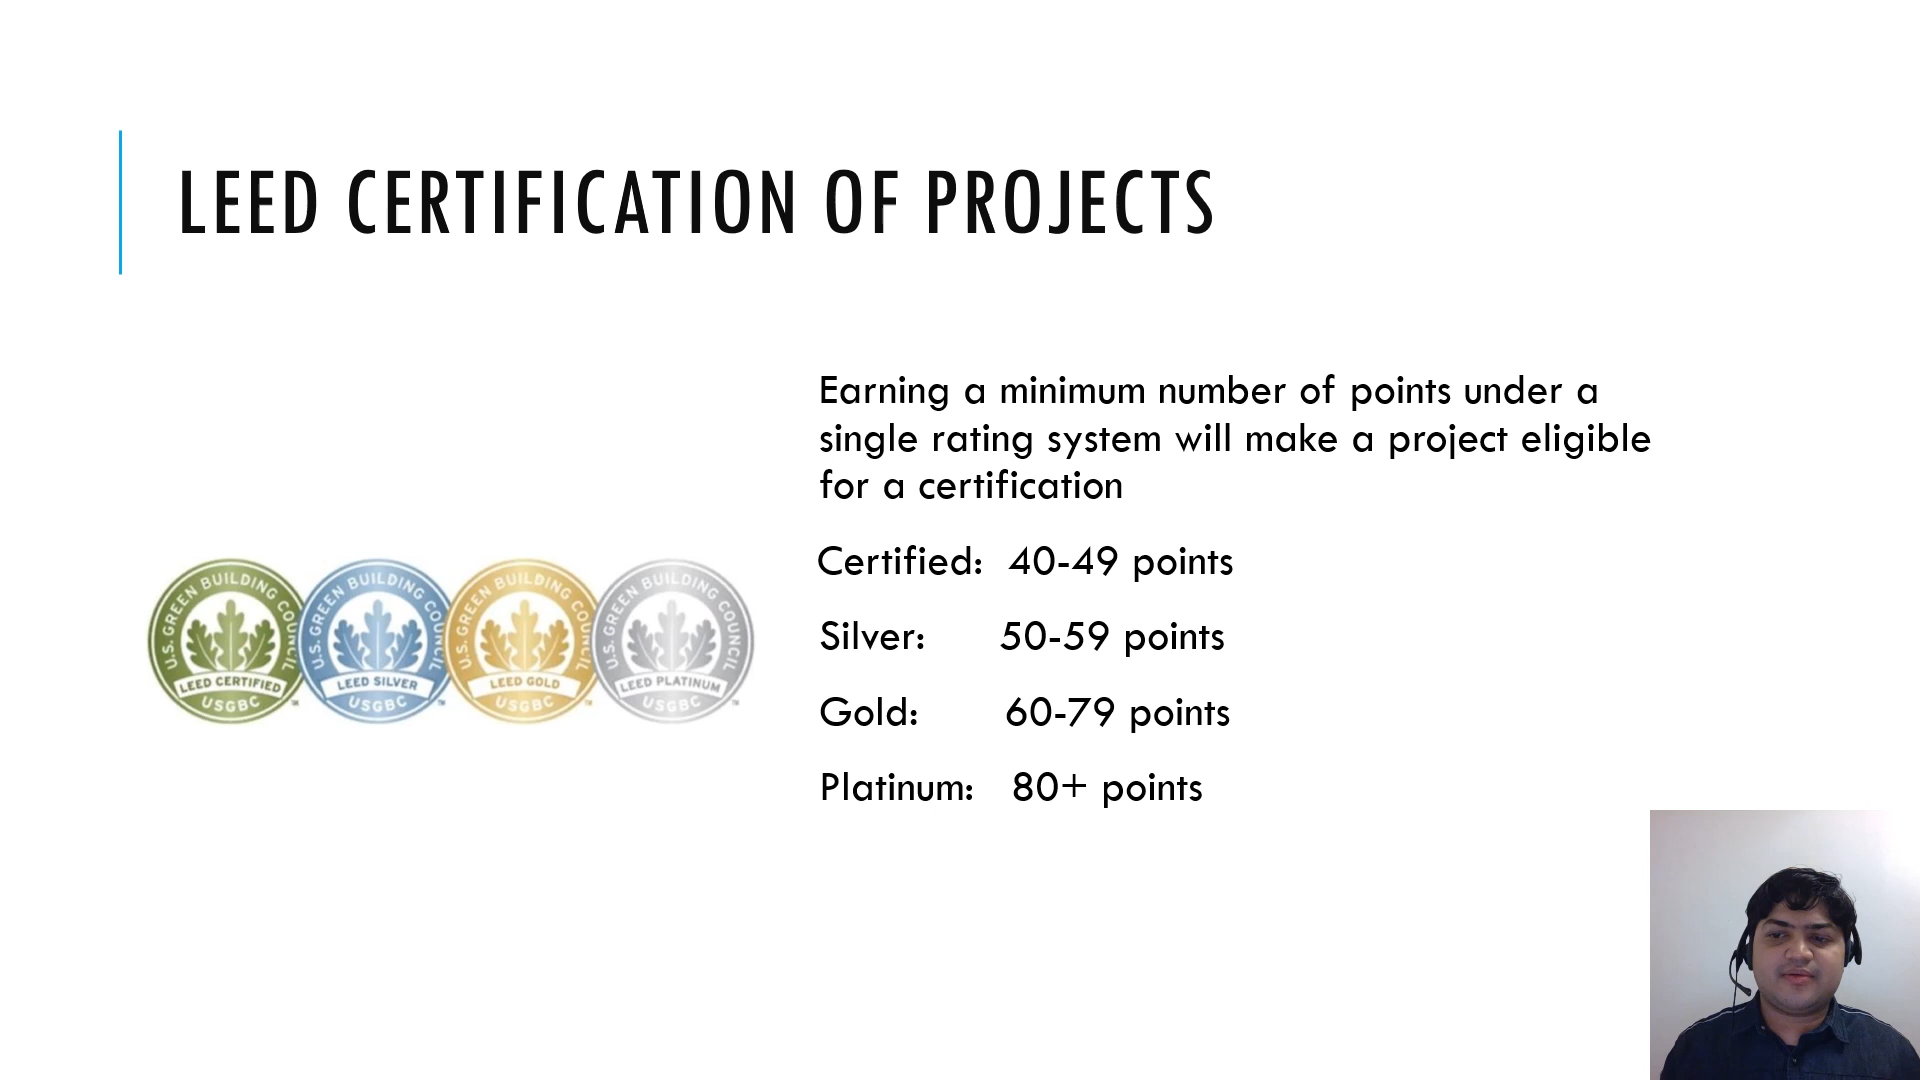 LEED CERTIFICATION OF PROJECTS
Earning a minimum number of points under a
single rating system will make a project eligible
for a certification
Certified: 40-49 points
Silver: 50-59 points
Gold: 60-79 points
Platinum: 80+ points
U.S. GREEN BUILDING COUNCIL
LEED CERTIFIED
USGBC
U.S. GREEN BUILDING COUNCIL
LEED SILVER
USGBC
U.S. GREEN BUILDING COUNCIL
LEED GOLD
USGBC
U.S. GREEN BUILDING COUNCIL
LEED PLATINUM
USGBC